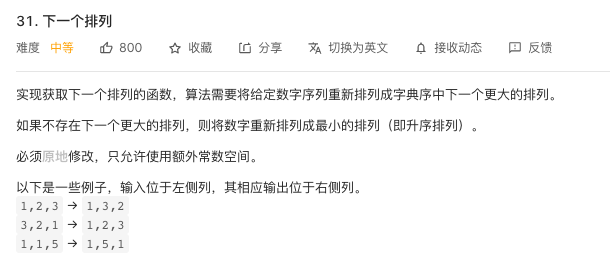 31. 下一个排列
难度 中等 800 收藏 分享 切换为英文 接收动态 反馈
实现获取下一个排列的函数，算法需要将给定数字序列重新排列成字典序中下一个更大的排列。
如果不存在下一个更大的排列，则将数字重新排列成最小的排列（即升序排列）。
必须原地修改，只允许使用额外常数空间。
以下是一些例子，输入位于左侧列，其相应输出位于右侧列。
1,2,3 → 1,3,2
3,2,1 → 1,2,3
1,1,5 → 1,5,1